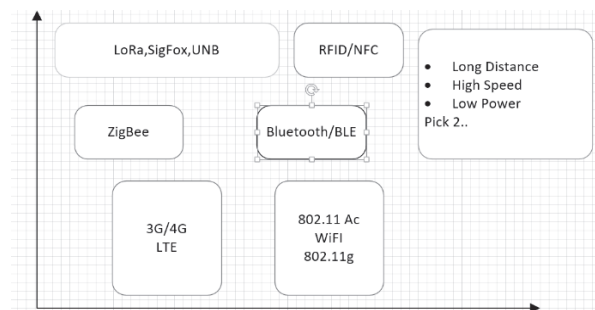 LoRa,SigFox,UNB
RFID/NFC
Long Distance
High Speed
Low Power
Pick 2..
ZigBee
Bluetooth/BLE
3G/4G
LTE
802.11 Ac
WiFI
802.11g